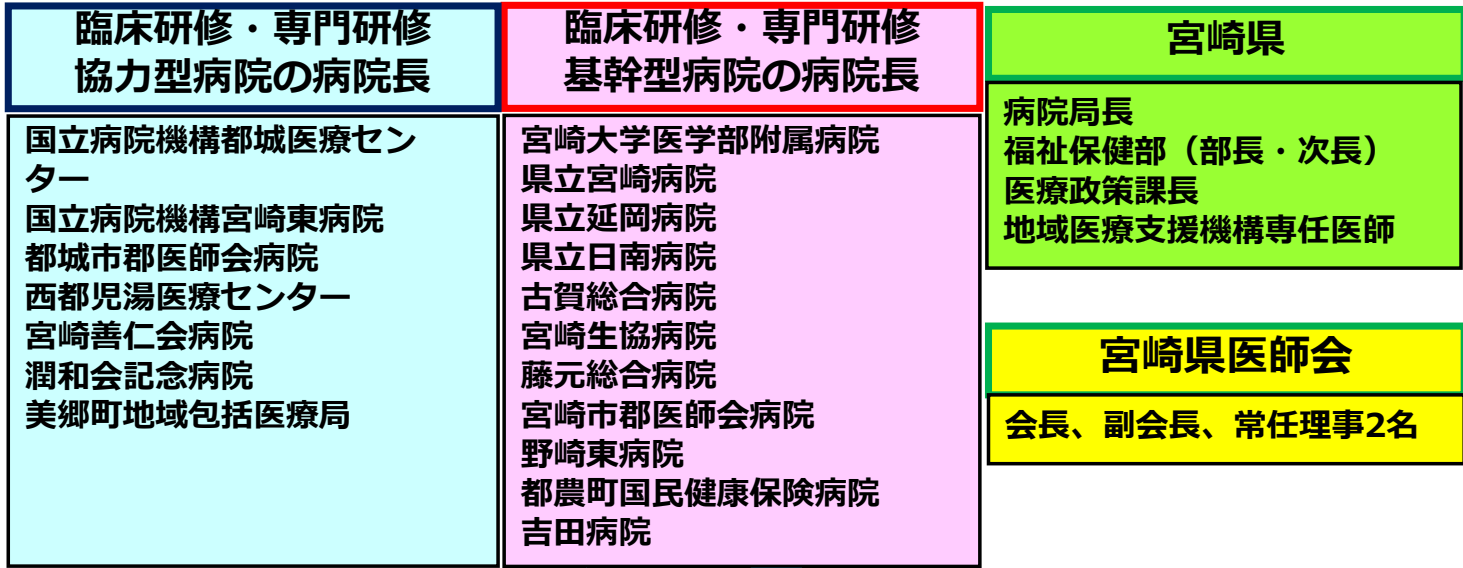 臨床研修・専門研修
協力型病院の病院長
国立病院機構都城医療セン
ター
国立病院機構宮崎東病院
都城市郡医師会病院
西都児湯医療センター
宮崎善仁会病院
潤和会記念病院
美郷町地域包括医療局
臨床研修・専門研修
基幹型病院の病院長
宮崎大学医学部附属病院
県立宮崎病院
県立延岡病院
県立日南病院
古賀総合病院
宮崎生協病院
藤元総合病院
宮崎市郡医師会病院
野崎東病院
都農町国民健康保険病院
吉田病院
宮崎県
病院局長
福祉保健部（部長・次長）
医療政策課長
地域医療支援機構専任医師
宮崎県医師会
会長、副会長、常任理事2名